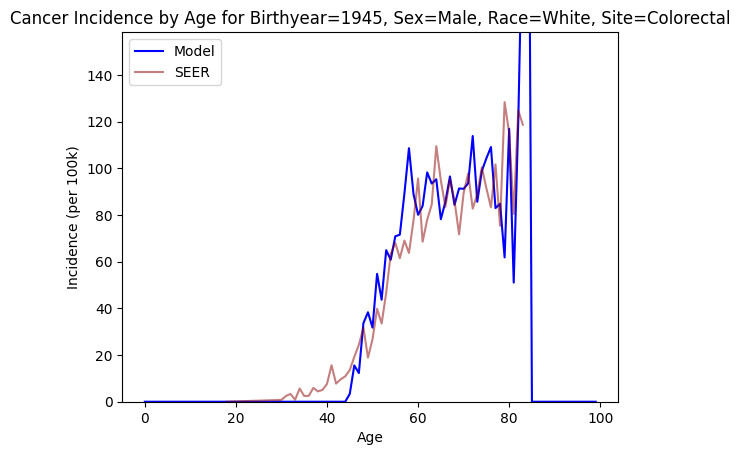 Cancer Incidence by Age for Birthyear=1945, Sex=Male, Race=White, Site=Colorectal
Model
SEER
140
120
100
80
60
40
20
0
Incidence (per 100k)
0 20 40 60 80 100
Age